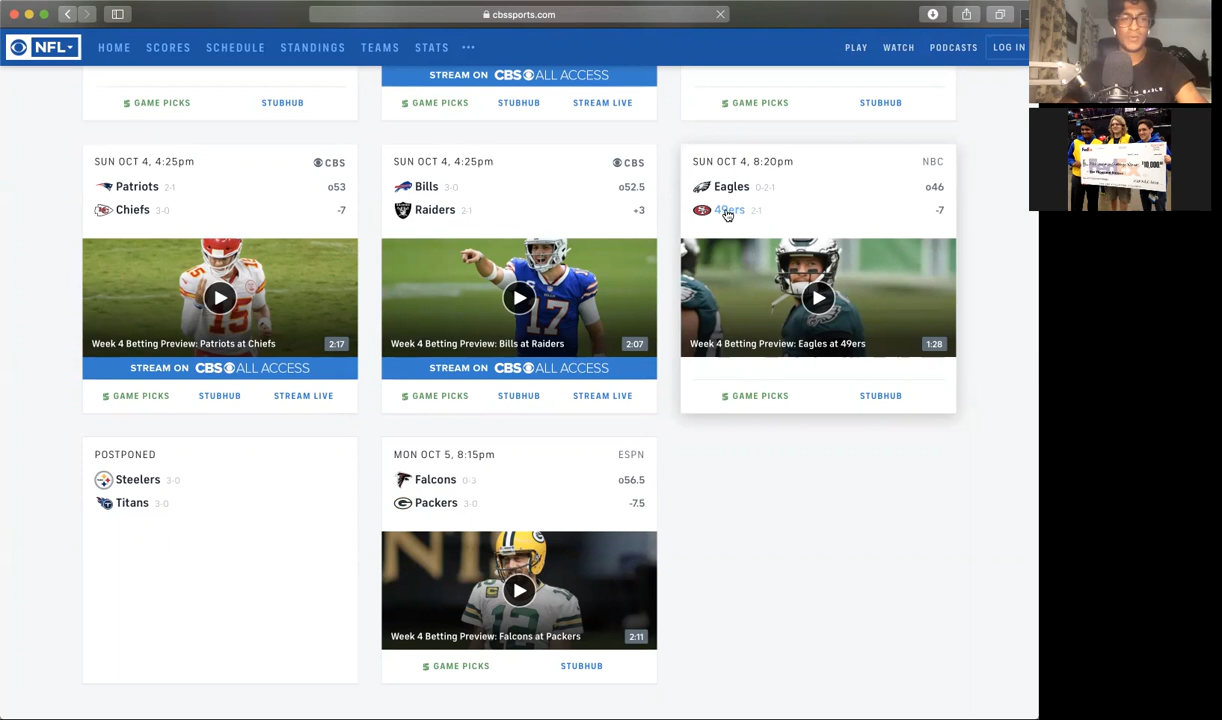 cbssports.com
NFL HOME SCORES SCHEDULE STANDINGS TEAMS STATS ••• PLAY WATCH PODCASTS LOG IN
STREAM ON CBS ALL ACCESS
GAME PICKS STUBHUB
GAME PICKS STUBHUB STREAM LIVE
GAME PICKS STUBHUB
SUN OCT 4, 4:25pm CBS
Patriots 2-1 o53
Chiefs 3-0 -7
Week 4 Betting Preview: Patriots at Chiefs 2:17
STREAM ON CBS ALL ACCESS
GAME PICKS STUBHUB STREAM LIVE
SUN OCT 4, 4:25pm CBS
Bills 3-0 o52.5
Raiders 2-1 +3
17
Week 4 Betting Preview: Bills at Raiders 2:07
STREAM ON CBS ALL ACCESS
GAME PICKS STUBHUB STREAM LIVE
SUN OCT 4, 8:20pm NBC
Eagles 0-2-1 o46
49ers 2-1 -7
Week 4 Betting Preview: Eagles at 49ers 1:28
GAME PICKS STUBHUB
POSTPONED
Steelers 3-0
Titans 3-0
MON OCT 5, 8:15pm ESPN
Falcons 0-3 o56.5
Packers 3-0 -7.5
Week 4 Betting Preview: Falcons at Packers 2:11
GAME PICKS STUBHUB